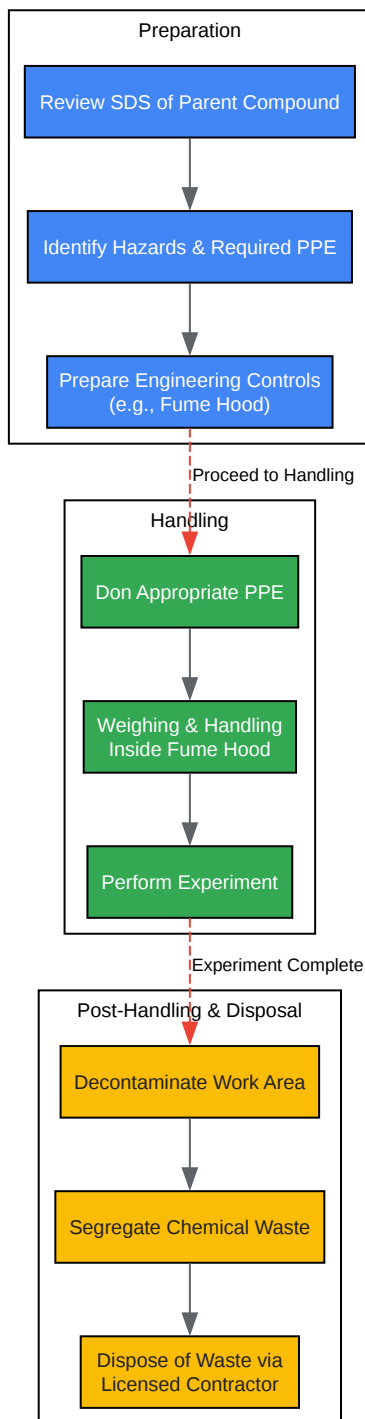 Preparation
Review SDS of Parent Compound
Identify Hazards & Required PPE
Prepare Engineering Controls
(e.g., Fume Hood)
Proceed to Handling
Handling
Don Appropriate PPE
Weighing & Handling
Inside Fume Hood
Perform Experiment
Experiment Complete
Post-Handling & Disposal
Decontaminate Work Area
Segregate Chemical Waste
Dispose of Waste via
Licensed Contractor